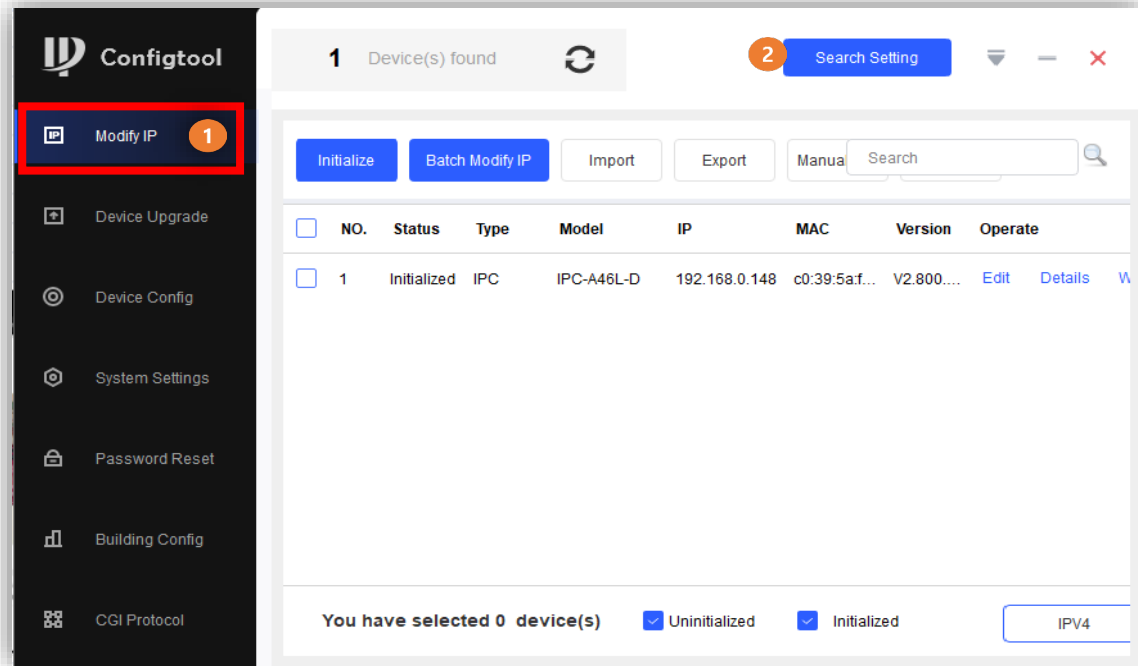 Configtool
1 Device(s) found
2 Search Setting
Modify IP 1
Device Upgrade
Device Config
System Settings
Password Reset
Building Config
CGI Protocol
Initialize Batch Modify IP Import Export Manua Search
NO. Status Type Model IP MAC Version Operate
1 Initialized IPC IPC-A46L-D 192.168.0.148 c0:39:5a:f... V2.800.... Edit Details W
You have selected 0 device(s) Uninitialized Initialized IPV4